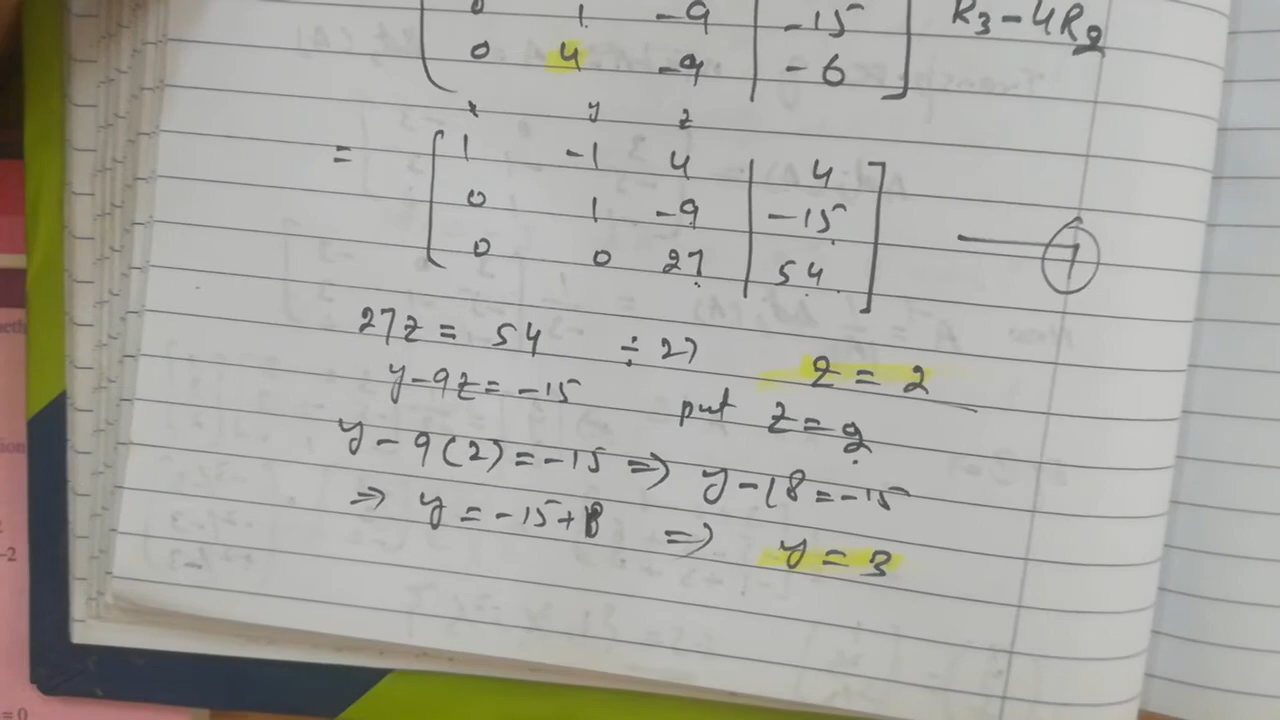 0 1 -9 | -15 R3-4R2
0 4 -9 | -6
x y z
= 1 -1 4 | 4
0 1 -9 | -15
0 0 27 | 54
27z = 54 ÷ 27 z = 2
y-9z = -15 put z = 2
y - 9(2) = -15 ⇒ y-18 = -15
⇒ y = -15+18 ⇒ y = 3
-2
= 0